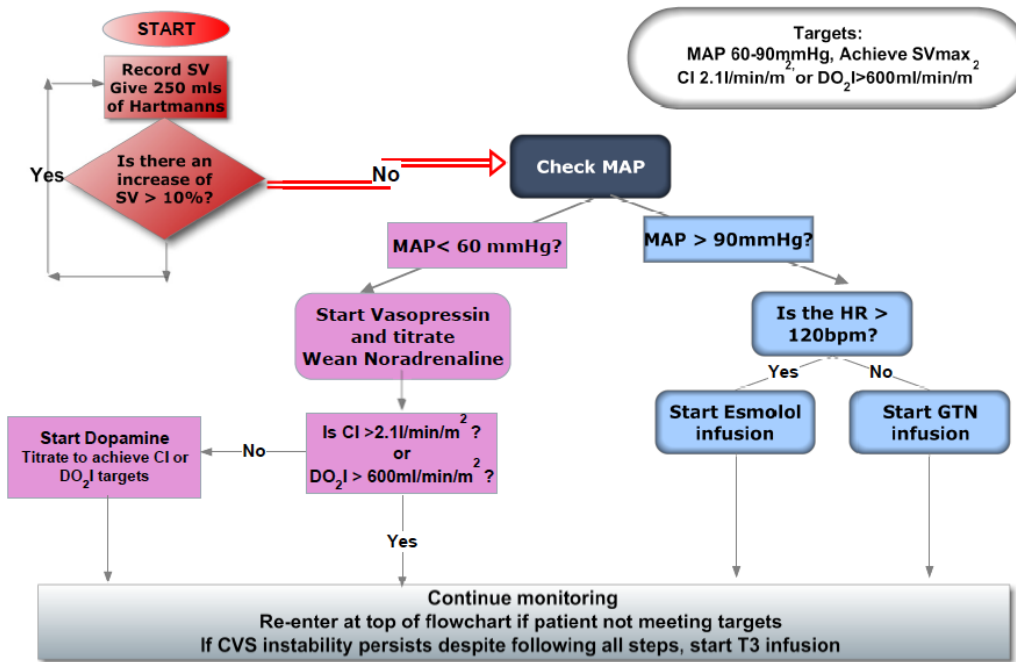 START
Targets:
MAP 60-90mmHg, Achieve SVmax
CI 2.1l/min/m², or DO₂I>600ml/min/m²
Record SV
Give 250 mls
of Hartmanns
Yes
Is there an
increase of
SV > 10%?
No
Check MAP
MAP< 60 mmHg?
MAP > 90mmHg?
Start Vasopressin
and titrate
Wean Noradrenaline
Is the HR >
120bpm?
Yes
No
Start Esmolol
infusion
Start GTN
infusion
Start Dopamine
Titrate to achieve CI or
DO₂I targets
No
Is CI >2.1l/min/m² ?
or
DO₂I > 600ml/min/m² ?
Yes
Continue monitoring
Re-enter at top of flowchart if patient not meeting targets
If CVS instability persists despite following all steps, start T3 infusion